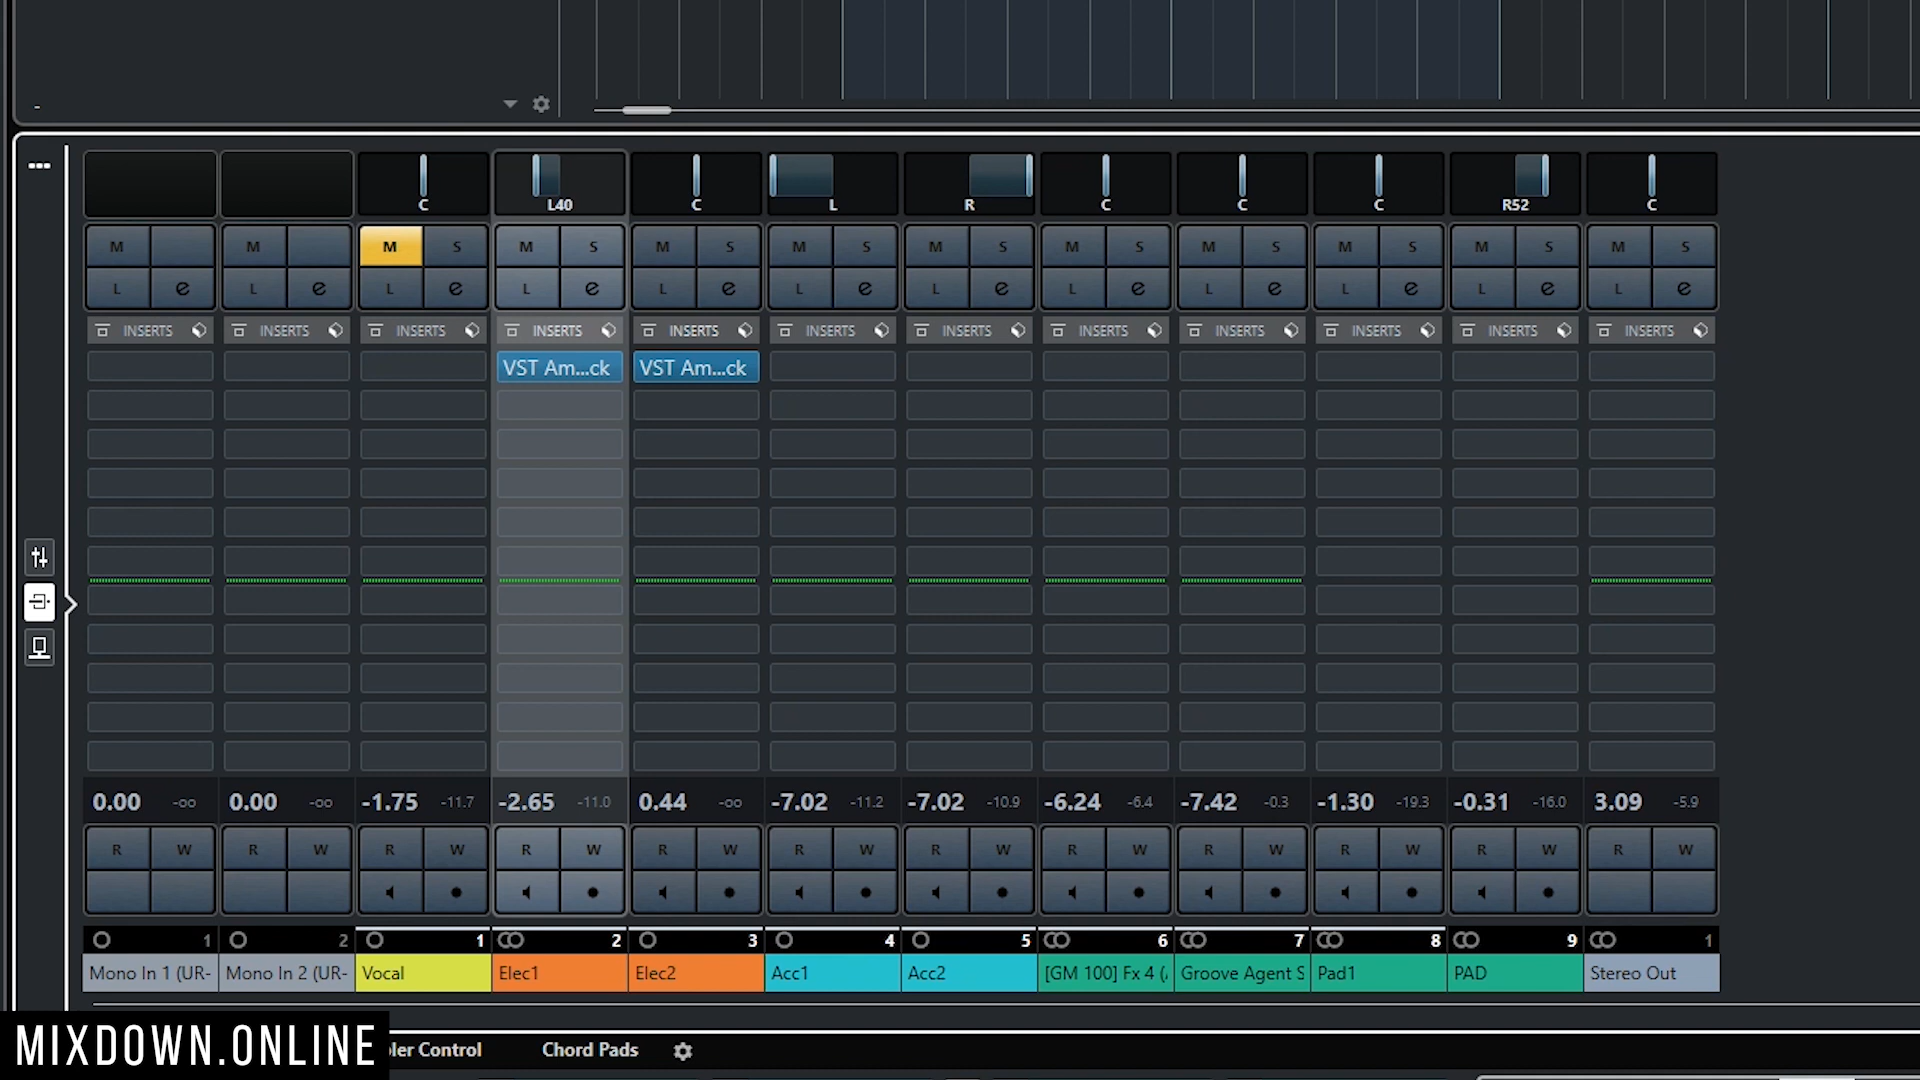 -
C L40 C L R C C C R52 C
M M M S M S M S M S M S M S M S M S M S M S M S
L e L e L e L e L e L e L e L e L e L e L e L e
INSERTS INSERTS INSERTS INSERTS INSERTS INSERTS INSERTS INSERTS INSERTS INSERTS INSERTS INSERTS
VST Am...ck VST Am...ck
0.00 -oo 0.00 -oo -1.75 -11.7 -2.65 -11.0 0.44 -oo -7.02 -11.2 -7.02 -10.9 -6.24 -6.4 -7.42 -0.3 -1.30 -19.3 -0.31 -16.0 3.09 -5.9
R W R W R W R W R W R W R W R W R W R W R W R W
1 2 1 2 3 4 5 6 7 8 9 1
Mono In 1 (UR- Mono In 2 (UR- Vocal Elec1 Elec2 Acc1 Acc2 [GM 100] Fx 4 (A Groove Agent S Pad1 PAD Stereo Out
MIXDOWN.ONLINE pler Control Chord Pads